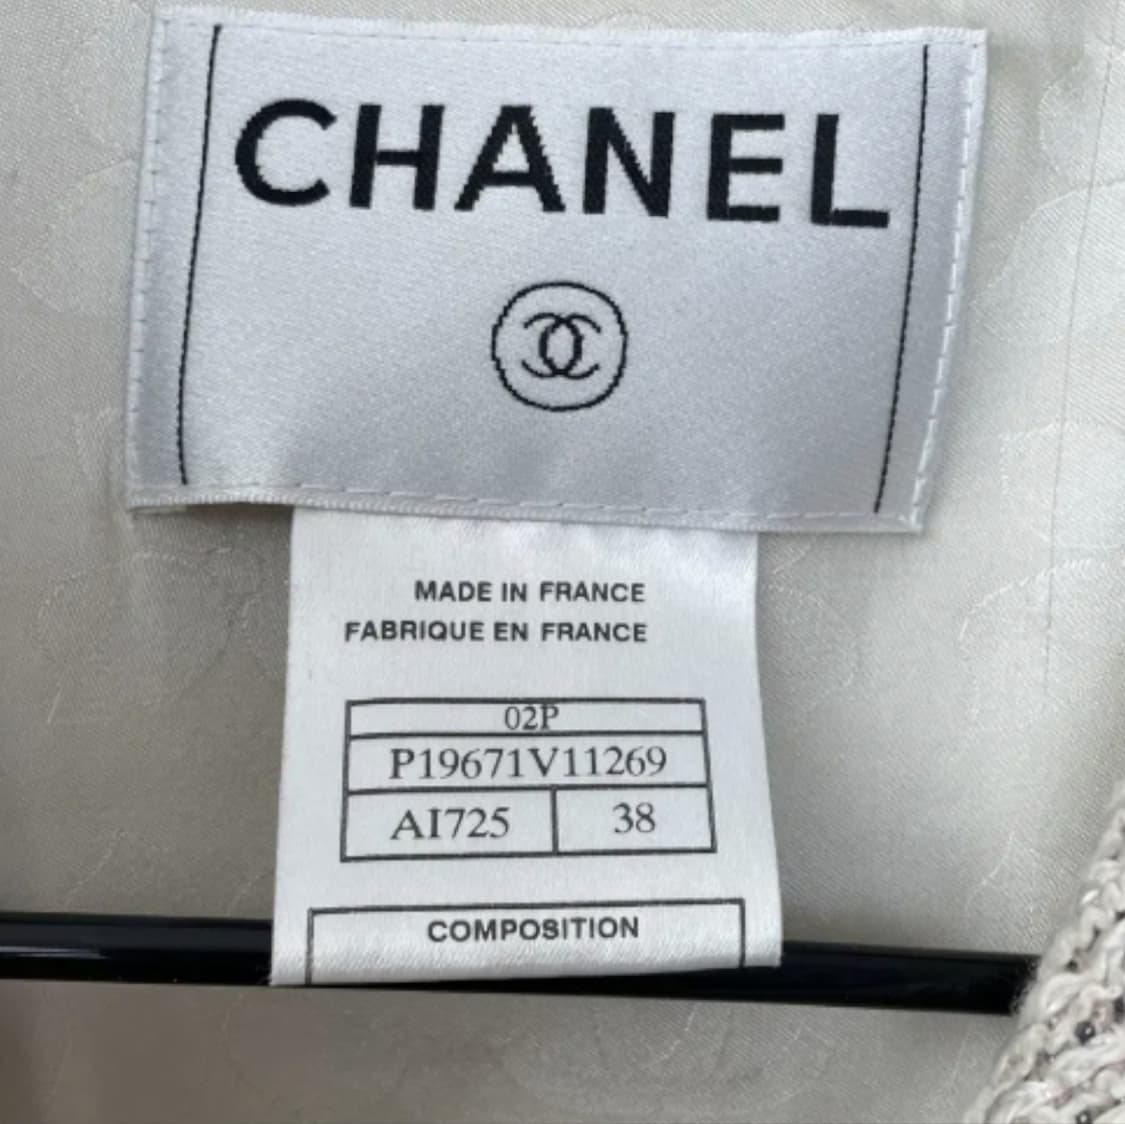 CHANEL
MADE IN FRANCE
FABRIQUE EN FRANCE
02P
P19671V11269
AI725 38
COMPOSITION